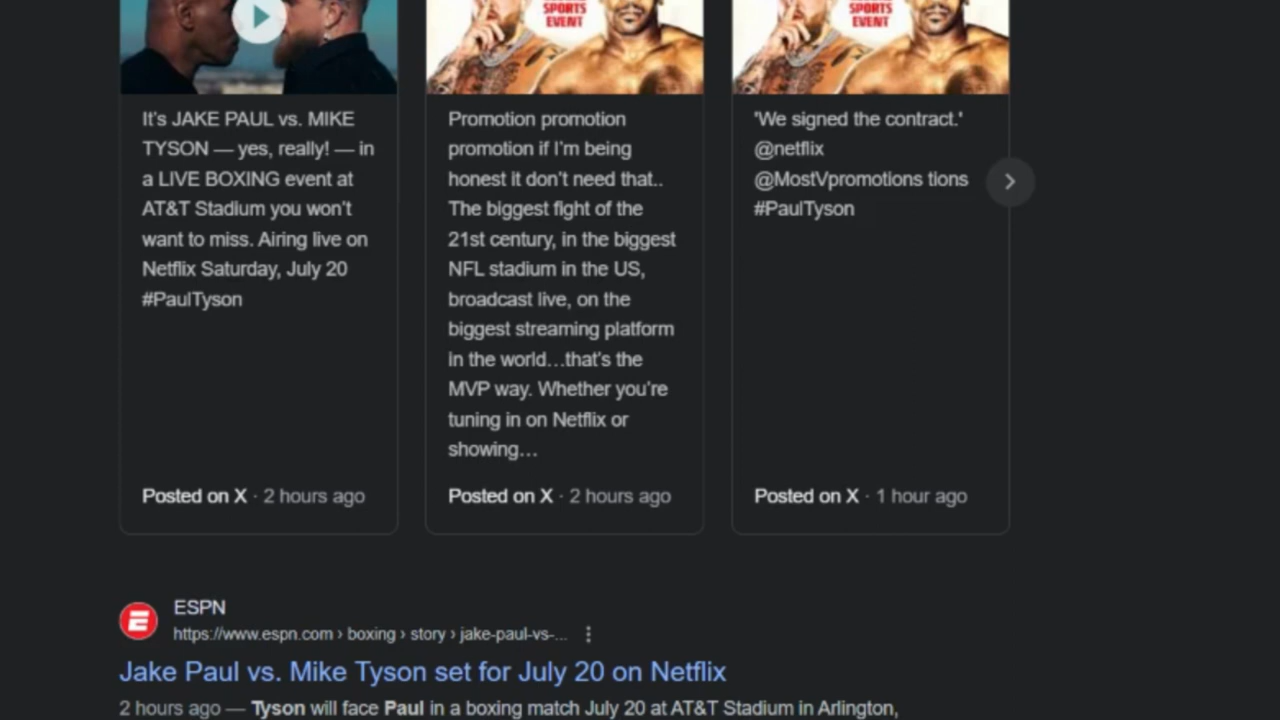 SPORTS
EVENT
SPORTS
EVENT
It's JAKE PAUL vs. MIKE
TYSON — yes, really! — in
a LIVE BOXING event at
AT&T Stadium you won't
want to miss. Airing live on
Netflix Saturday, July 20
#PaulTyson
Posted on X · 2 hours ago
Promotion promotion
promotion if I'm being
honest it don't need that..
The biggest fight of the
21st century, in the biggest
NFL stadium in the US,
broadcast live, on the
biggest streaming platform
in the world…that's the
MVP way. Whether you're
tuning in on Netflix or
showing…
Posted on X · 2 hours ago
'We signed the contract.'
@netflix
@MostVpromotions tions
#PaulTyson
Posted on X · 1 hour ago
ESPN
https://www.espn.com › boxing › story › jake-paul-vs-...
Jake Paul vs. Mike Tyson set for July 20 on Netflix
2 hours ago — Tyson will face Paul in a boxing match July 20 at AT&T Stadium in Arlington,